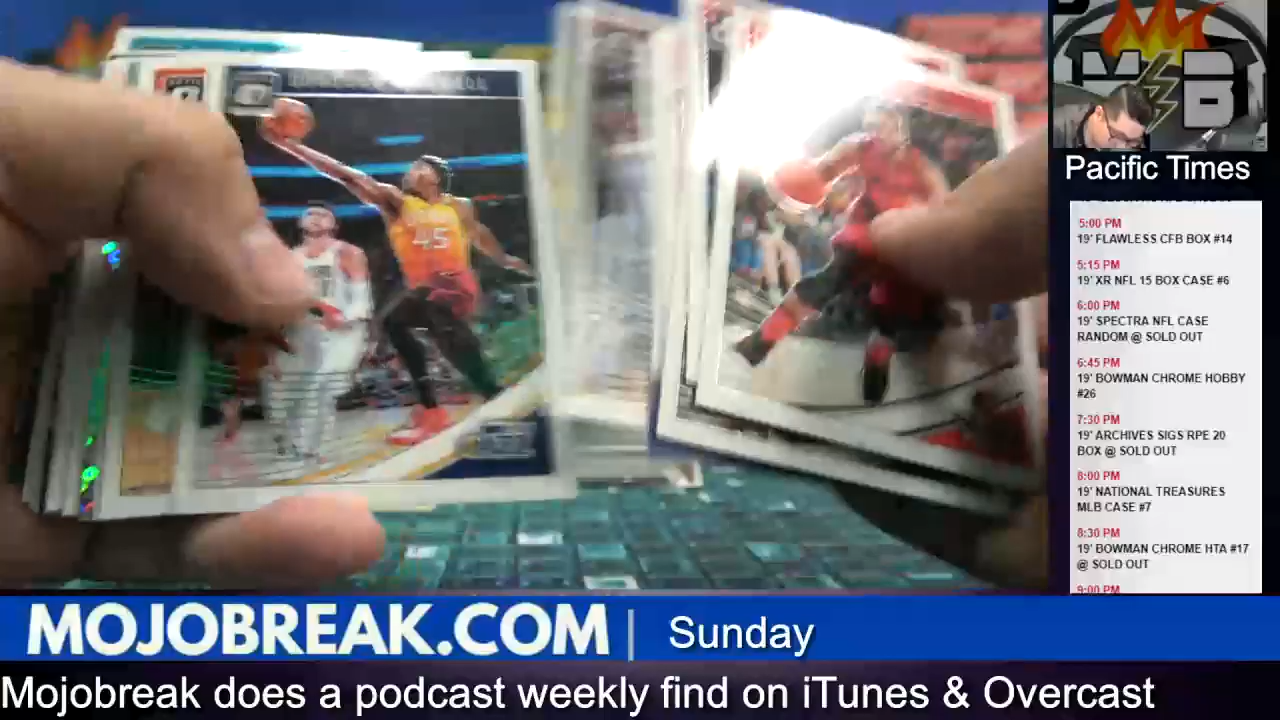 45
M B
Pacific Times
5:00 PM
19' FLAWLESS CFB BOX #14
5:15 PM
19' XR NFL 15 BOX CASE #6
6:00 PM
19' SPECTRA NFL CASE
RANDOM @ SOLD OUT
6:45 PM
19' BOWMAN CHROME HOBBY
#26
7:30 PM
19' ARCHIVES SIGS RPE 20
BOX @ SOLD OUT
8:00 PM
19' NATIONAL TREASURES
MLB CASE #7
8:30 PM
19' BOWMAN CHROME HTA #17
@ SOLD OUT
9:00 PM
MOJOBREAK.COM | Sunday
Mojobreak does a podcast weekly find on iTunes & Overcast